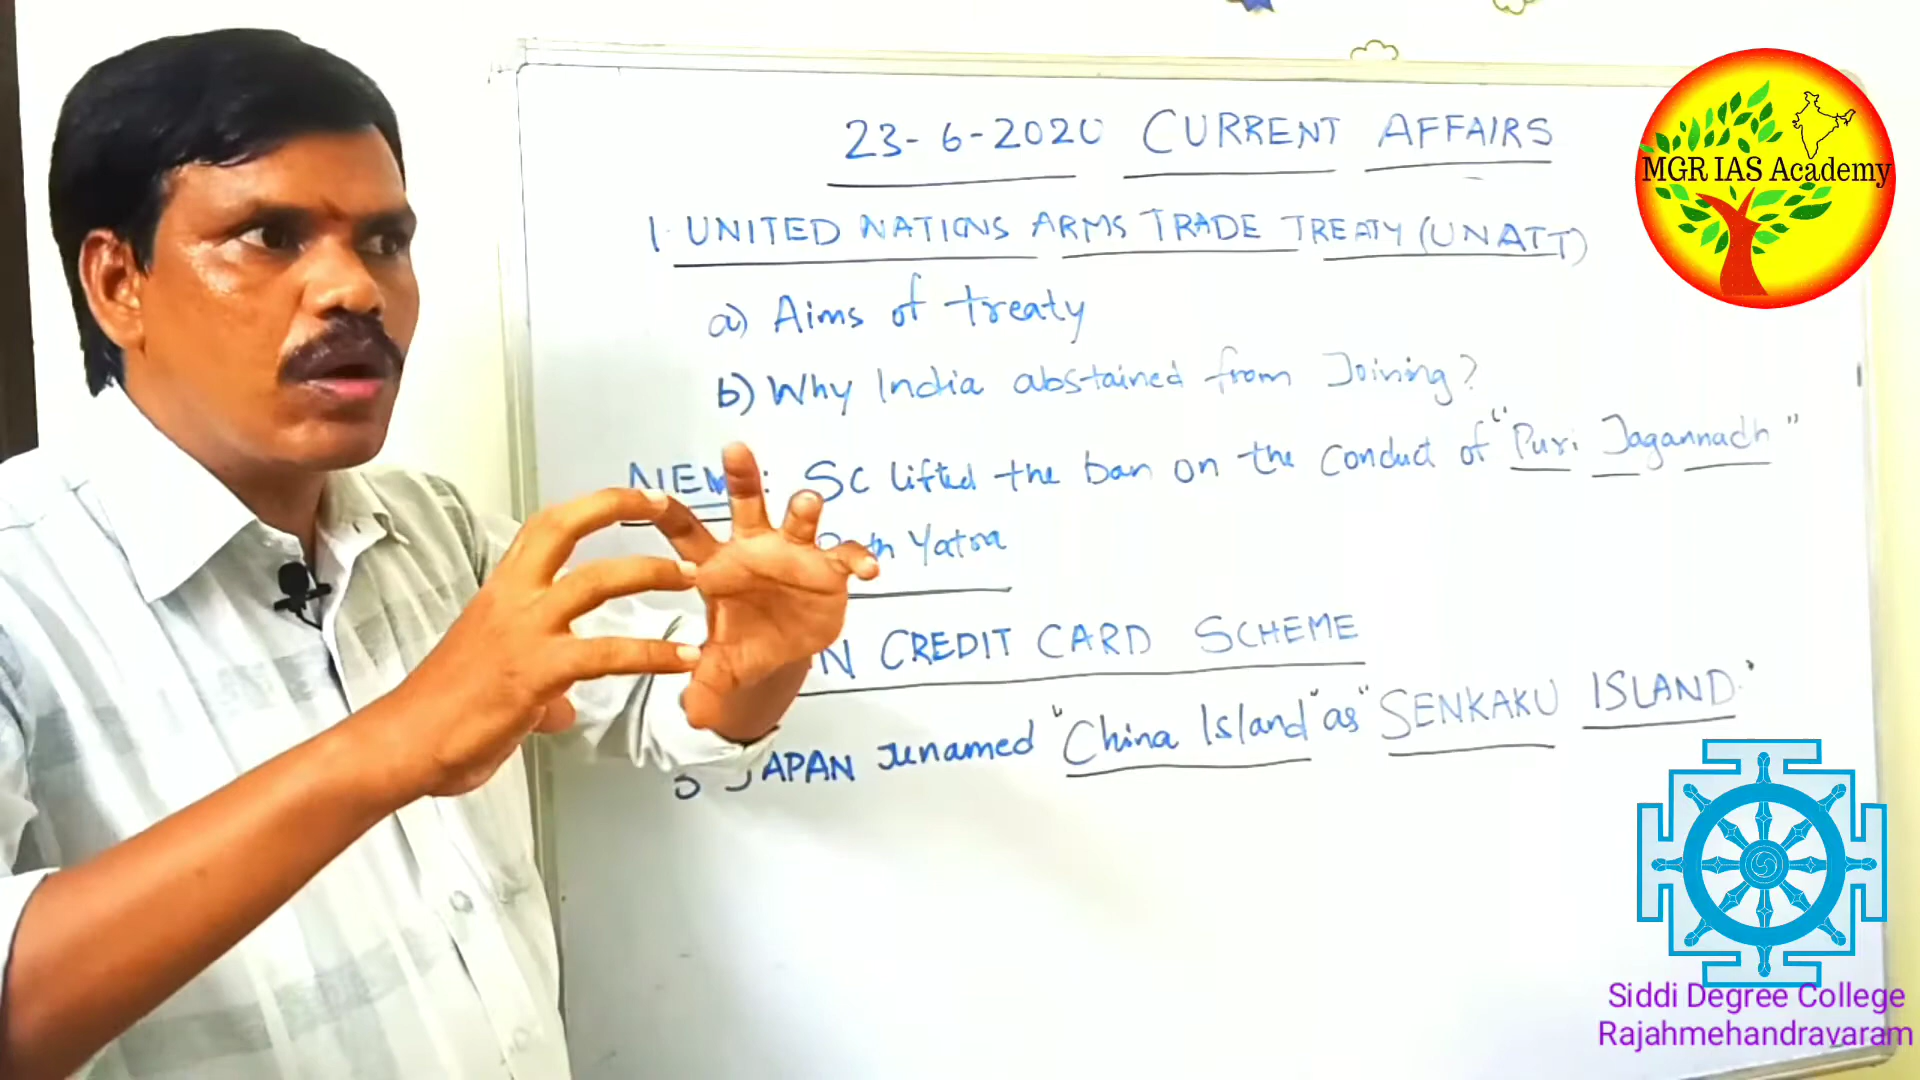 23-6-2020 CURRENT AFFAIRS
MGR IAS Academy
1. UNITED NATIONS ARMS TRADE TREATY (UNATT)
a) Aims of treaty
b) Why India abstained from Joining?
: SC lifted the ban on the conduct of "Puri Jagannadh"
Yatra
CREDIT CARD SCHEME
JAPAN renamed "China Island" as "SENKAKU ISLAND"
Siddi Degree College
Rajahmehandravaram